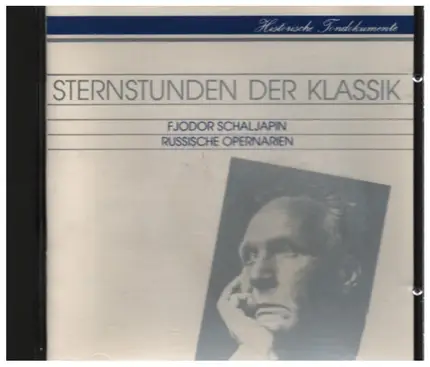 Historische Tondokumente
STERNSTUNDEN DER KLASSIK
FJODOR SCHALJAPIN
RUSSISCHE OPERNARIEN